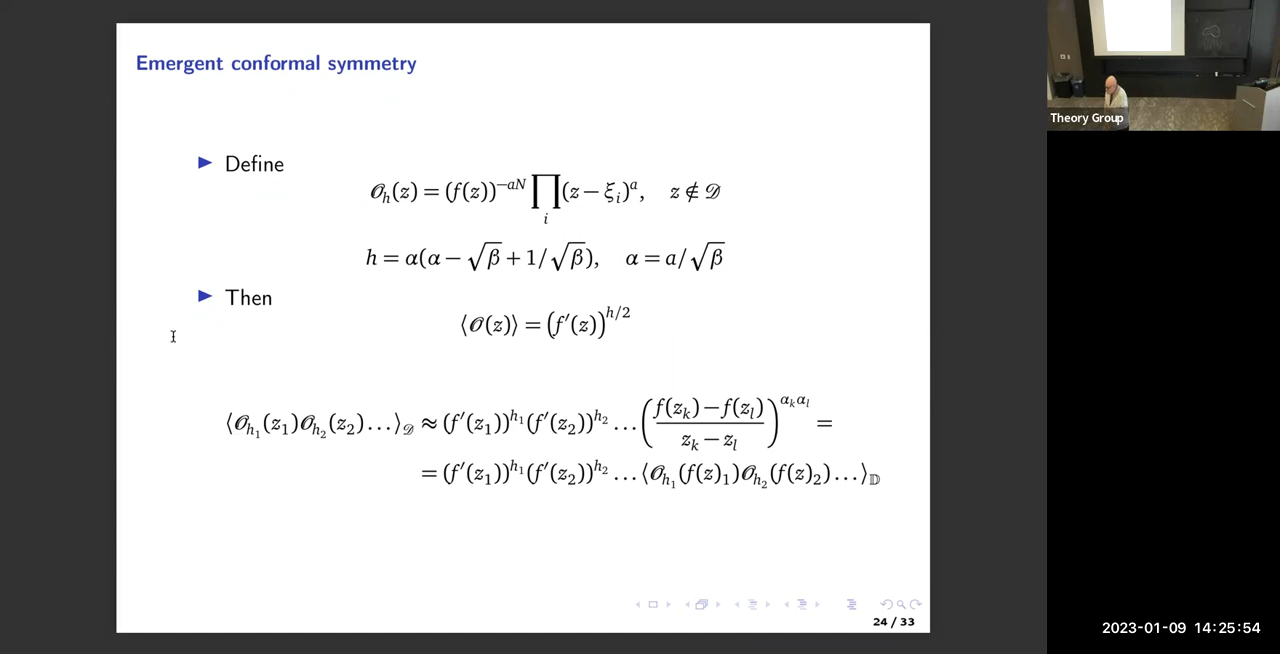 Emergent conformal symmetry
▶ Define
𝒪_h(z) = (f(z))^{−aN} ∏_i (z − ξ_i)^a, z ∉ 𝒟
h = α(α − √β + 1/√β), α = a/√β
▶ Then
⟨𝒪(z)⟩ = (f′(z))^{h/2}
⟨𝒪_{h_1}(z_1)𝒪_{h_2}(z_2)...⟩_𝒟 ≈ (f′(z_1))^{h_1}(f′(z_2))^{h_2} ... ((f(z_k)−f(z_l))/(z_k − z_l))^{α_kα_l} =
= (f′(z_1))^{h_1}(f′(z_2))^{h_2} ... ⟨𝒪_{h_1}(f(z)_1)𝒪_{h_2}(f(z)_2)...⟩_𝔻
24 / 33
Theory Group
2023-01-09 14:25:54